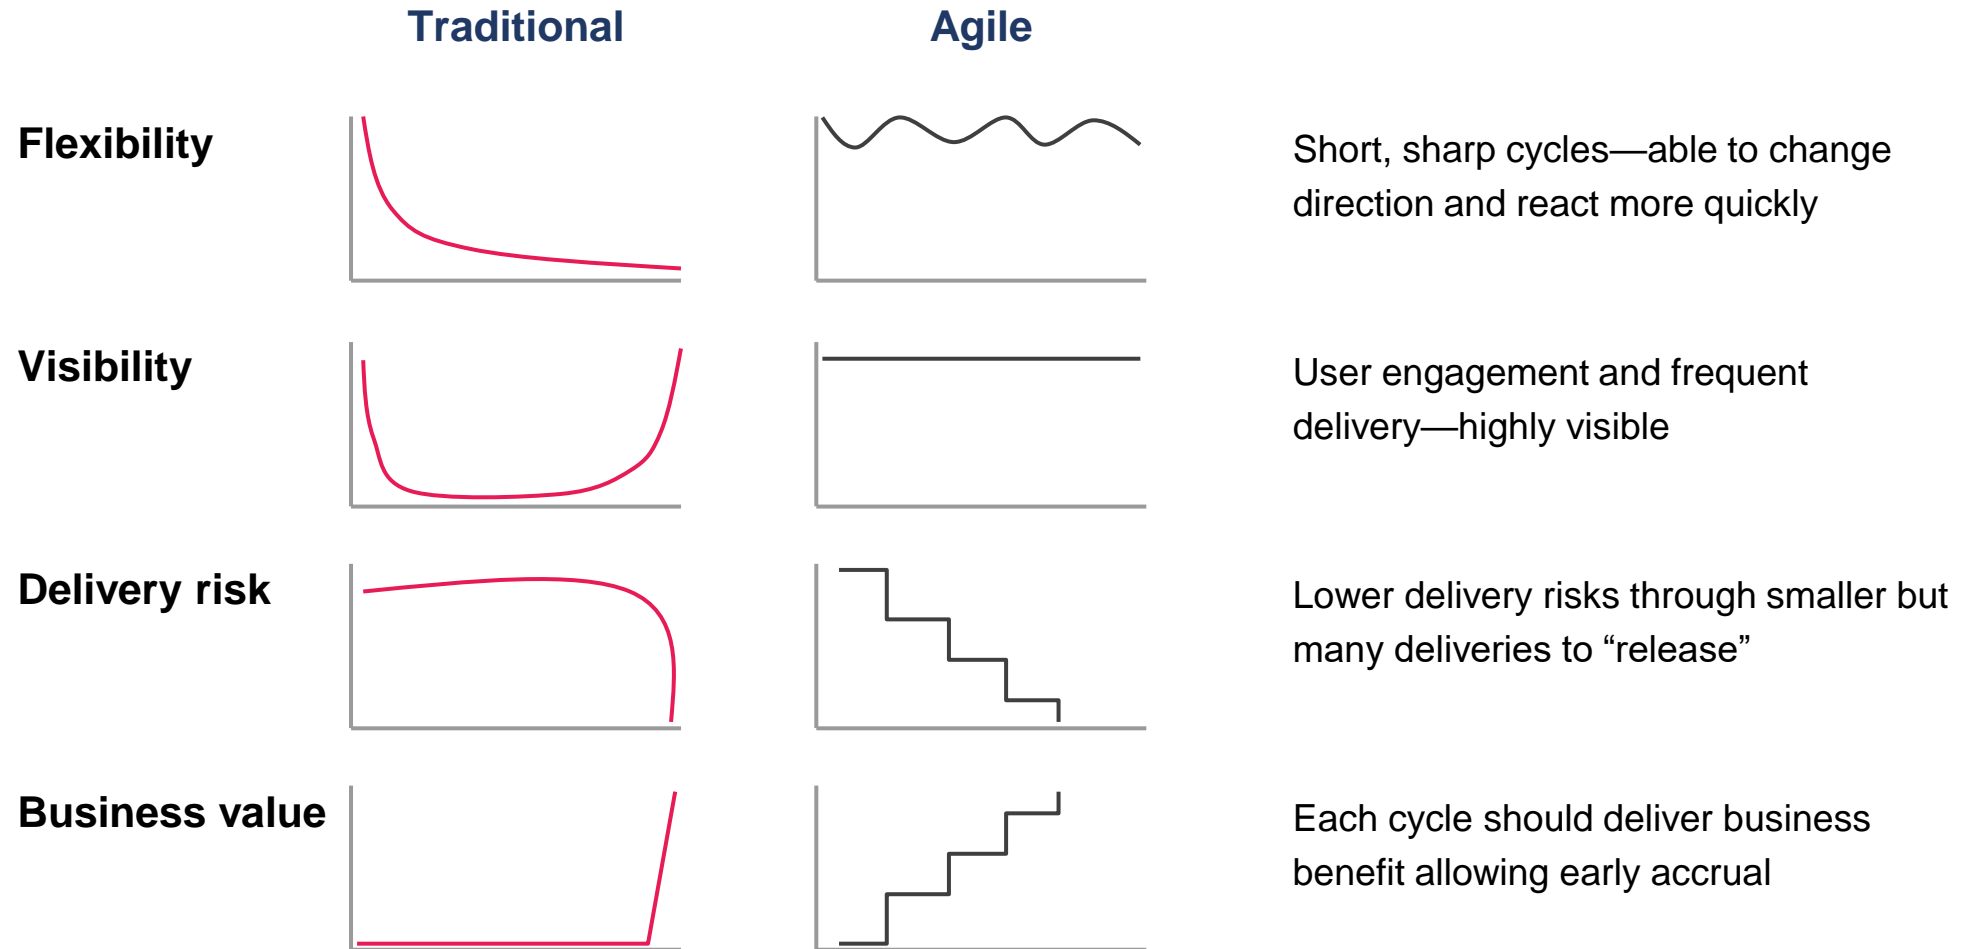 Traditional
Agile
Flexibility
Short, sharp cycles—able to change
direction and react more quickly
Visibility
User engagement and frequent
delivery—highly visible
Delivery risk
Lower delivery risks through smaller but
many deliveries to “release”
Business value
Each cycle should deliver business
benefit allowing early accrual